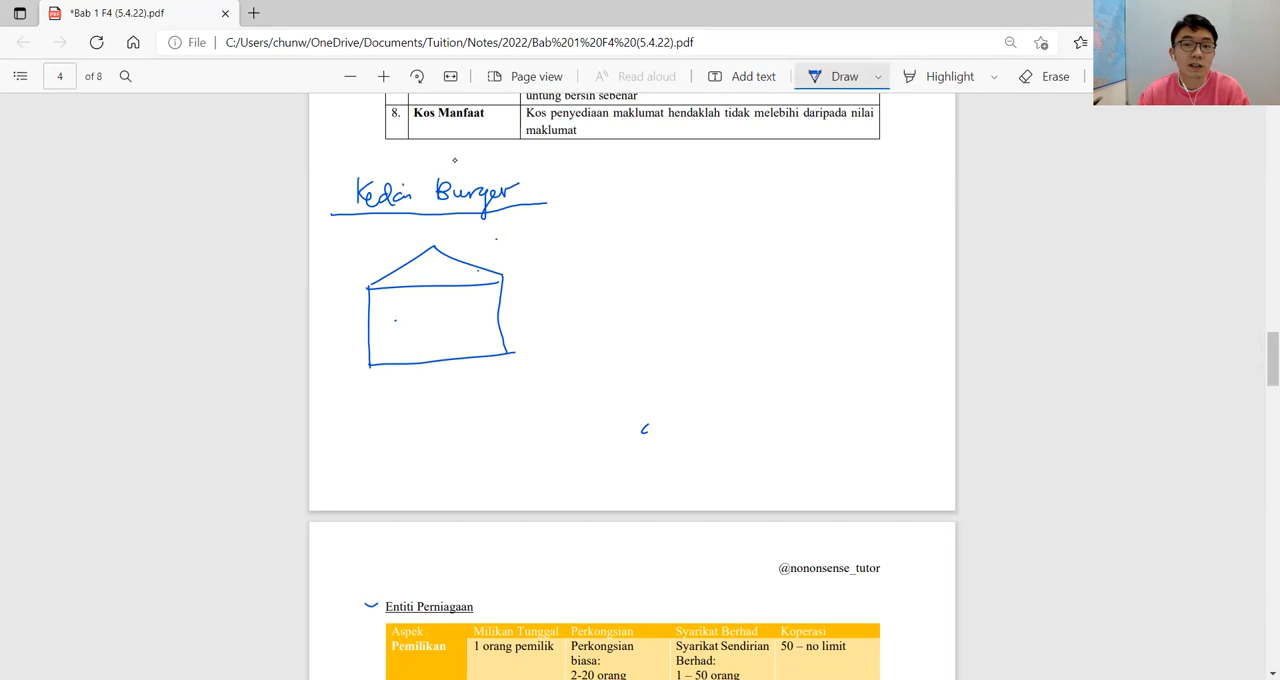 *Bab 1 F4 (5.4.22).pdf
File
C:/Users/chunw/OneDrive/Documents/Tuition/Notes/2022/Bab%201%20F4%20(5.4.22).pdf
4 of 8
Page view
Read aloud
Add text
Draw
Highlight
Erase
untung bersih sebenar
8. Kos Manfaat Kos penyediaan maklumat hendaklah tidak melebihi daripada nilai
maklumat
Kedai Burger
@nononsense_tutor
Entiti Perniagaan
Aspek Milikan Tunggal Perkongsian Syarikat Berhad Koperasi
Pemilikan 1 orang pemilik Perkongsian Syarikat Sendirian 50 – no limit
biasa: Berhad:
2-20 orang 1 – 50 orang